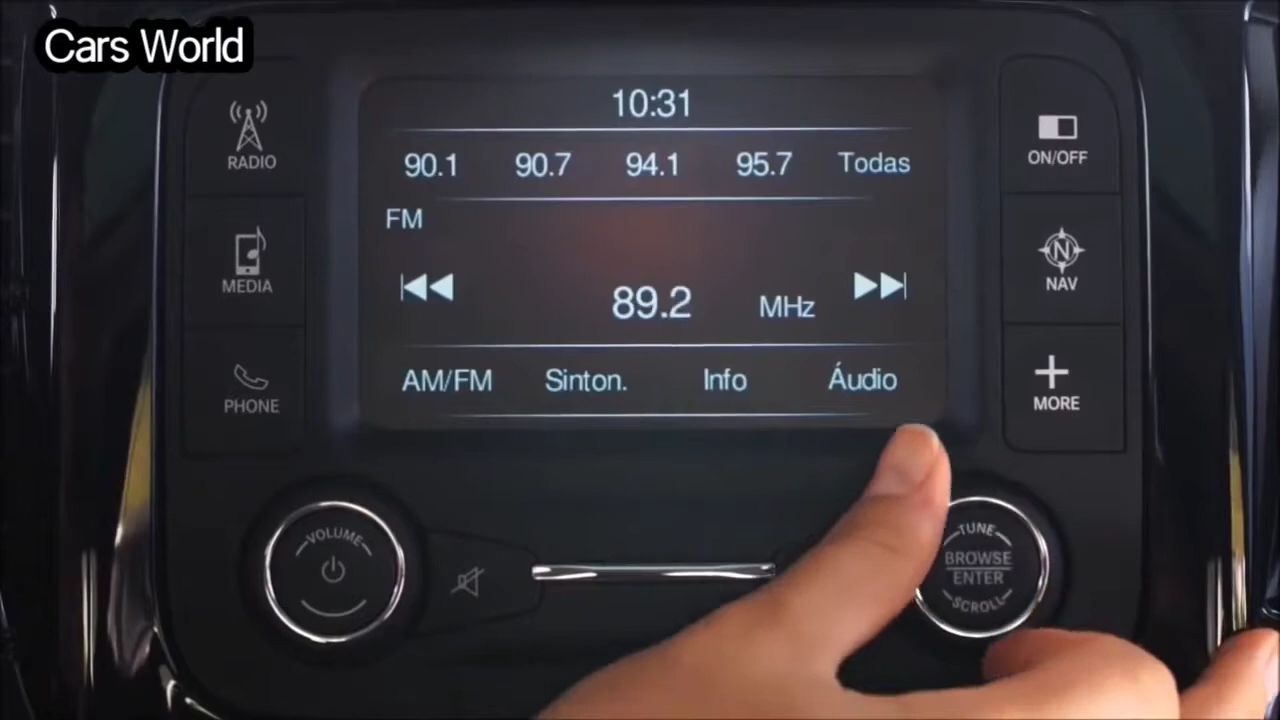 Cars World
10:31
RADIO
ON/OFF
90.1 90.7 94.1 95.7 Todas
FM
MEDIA
N
NAV
89.2 MHz
AM/FM Sinton. Info Áudio
PHONE
MORE
VOLUME
TUNE
BROWSE
ENTER
SCROLL